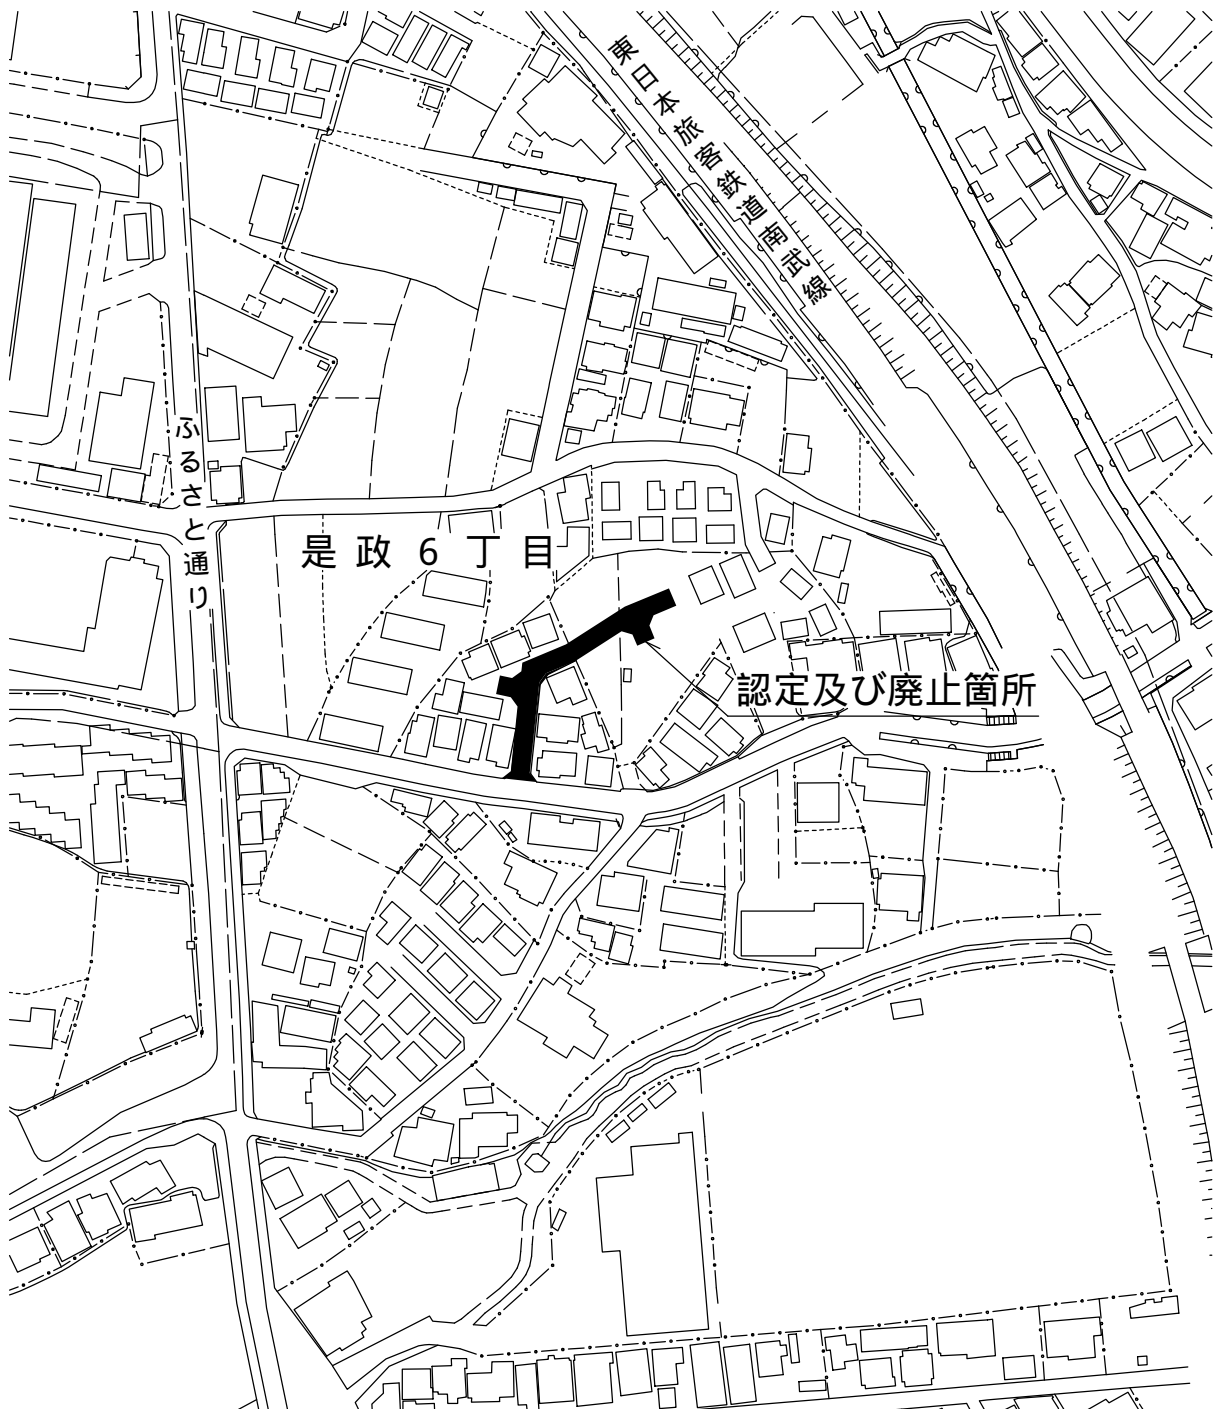 東日本旅客鉄道南武線
ふるさと通り
是政6丁目
認定及び廃止箇所